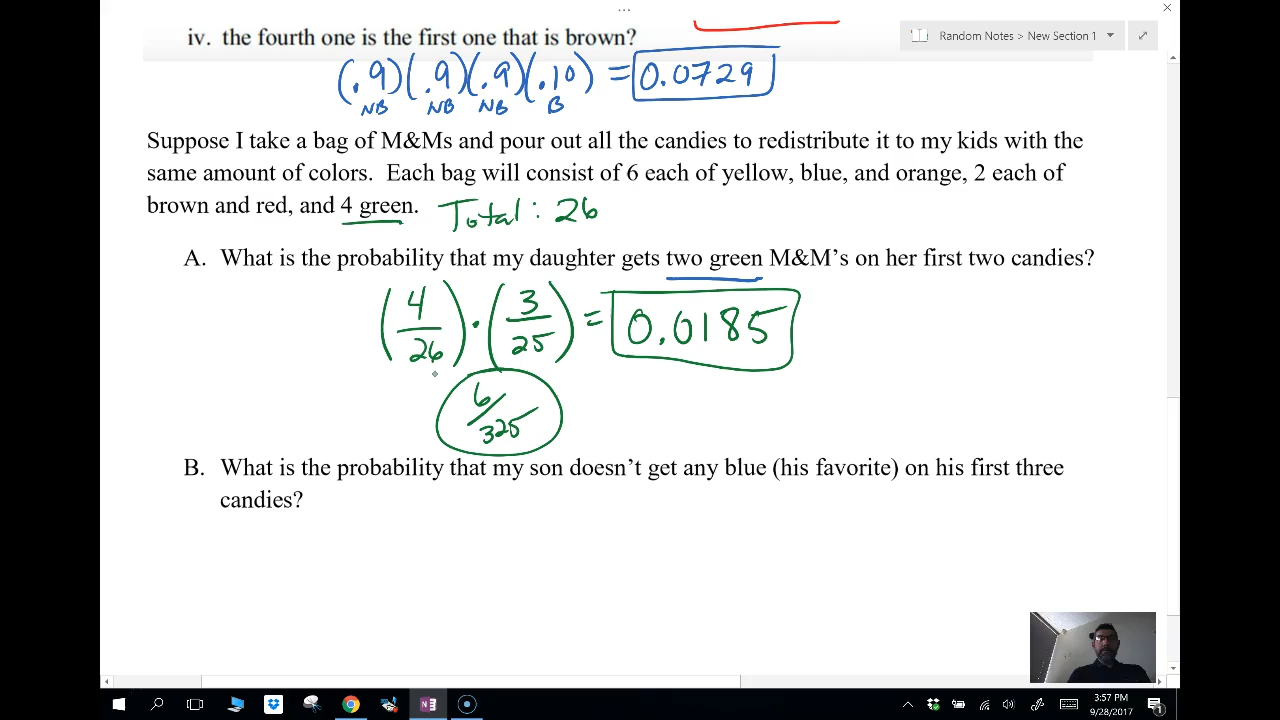 ...
Random Notes > New Section 1
iv. the fourth one is the first one that is brown?
(.9)(.9)(.9)(.10) = 0.0729
NB NB NB B
Suppose I take a bag of M&Ms and pour out all the candies to redistribute it to my kids with the
same amount of colors. Each bag will consist of 6 each of yellow, blue, and orange, 2 each of
brown and red, and 4 green. Total: 26
A. What is the probability that my daughter gets two green M&M's on her first two candies?
(4/26) · (3/25) = 0.0185
6/325
B. What is the probability that my son doesn't get any blue (his favorite) on his first three
candies?
N
3:57 PM
9/28/2017
1